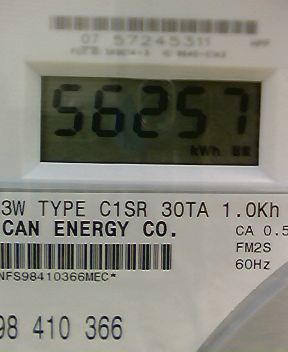 07 57245311
56257
kWh
3W TYPE C1SR 30TA 1.0Kh
CAN ENERGY CO.
CA 0.5
FM2S
NFS98410366MEC*
60Hz
98 410 366